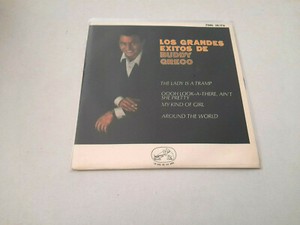 LOS GRANDES
EXITOS DE
BUDDY
GRECO
THE LADY IS A TRAMP
OOOH LOOK-A-THERE, AIN'T
SHE PRETTY
MY KIND OF GIRL
AROUND THE WORLD